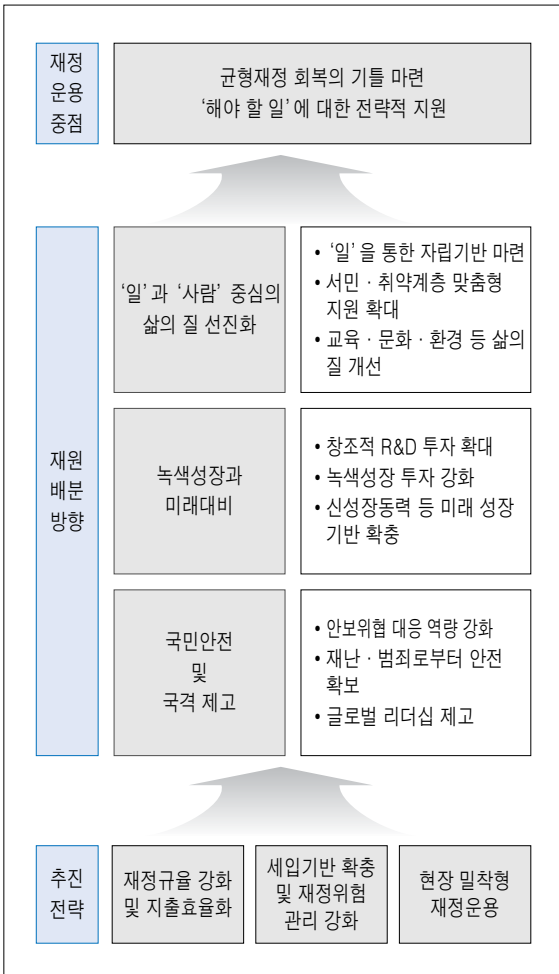 재정
운용
중점
균형재정 회복의 기틀 마련
‘해야 할 일’에 대한 전략적 지원
재원
배분
방향
‘일’과 ‘사람’ 중심의
삶의 질 선진화
• ‘일’을 통한 자립기반 마련
• 서민 · 취약계층 맞춤형
지원 확대
• 교육 · 문화 · 환경 등 삶의
질 개선
녹색성장과
미래대비
• 창조적 R&D 투자 확대
• 녹색성장 투자 강화
• 신성장동력 등 미래 성장
기반 확충
국민안전
및
국격 제고
• 안보위협 대응 역량 강화
• 재난 · 범죄로부터 안전
확보
• 글로벌 리더십 제고
추진
전략
재정규율 강화
및 지출효율화
세입기반 확충
및 재정위험
관리 강화
현장 밀착형
재정운용